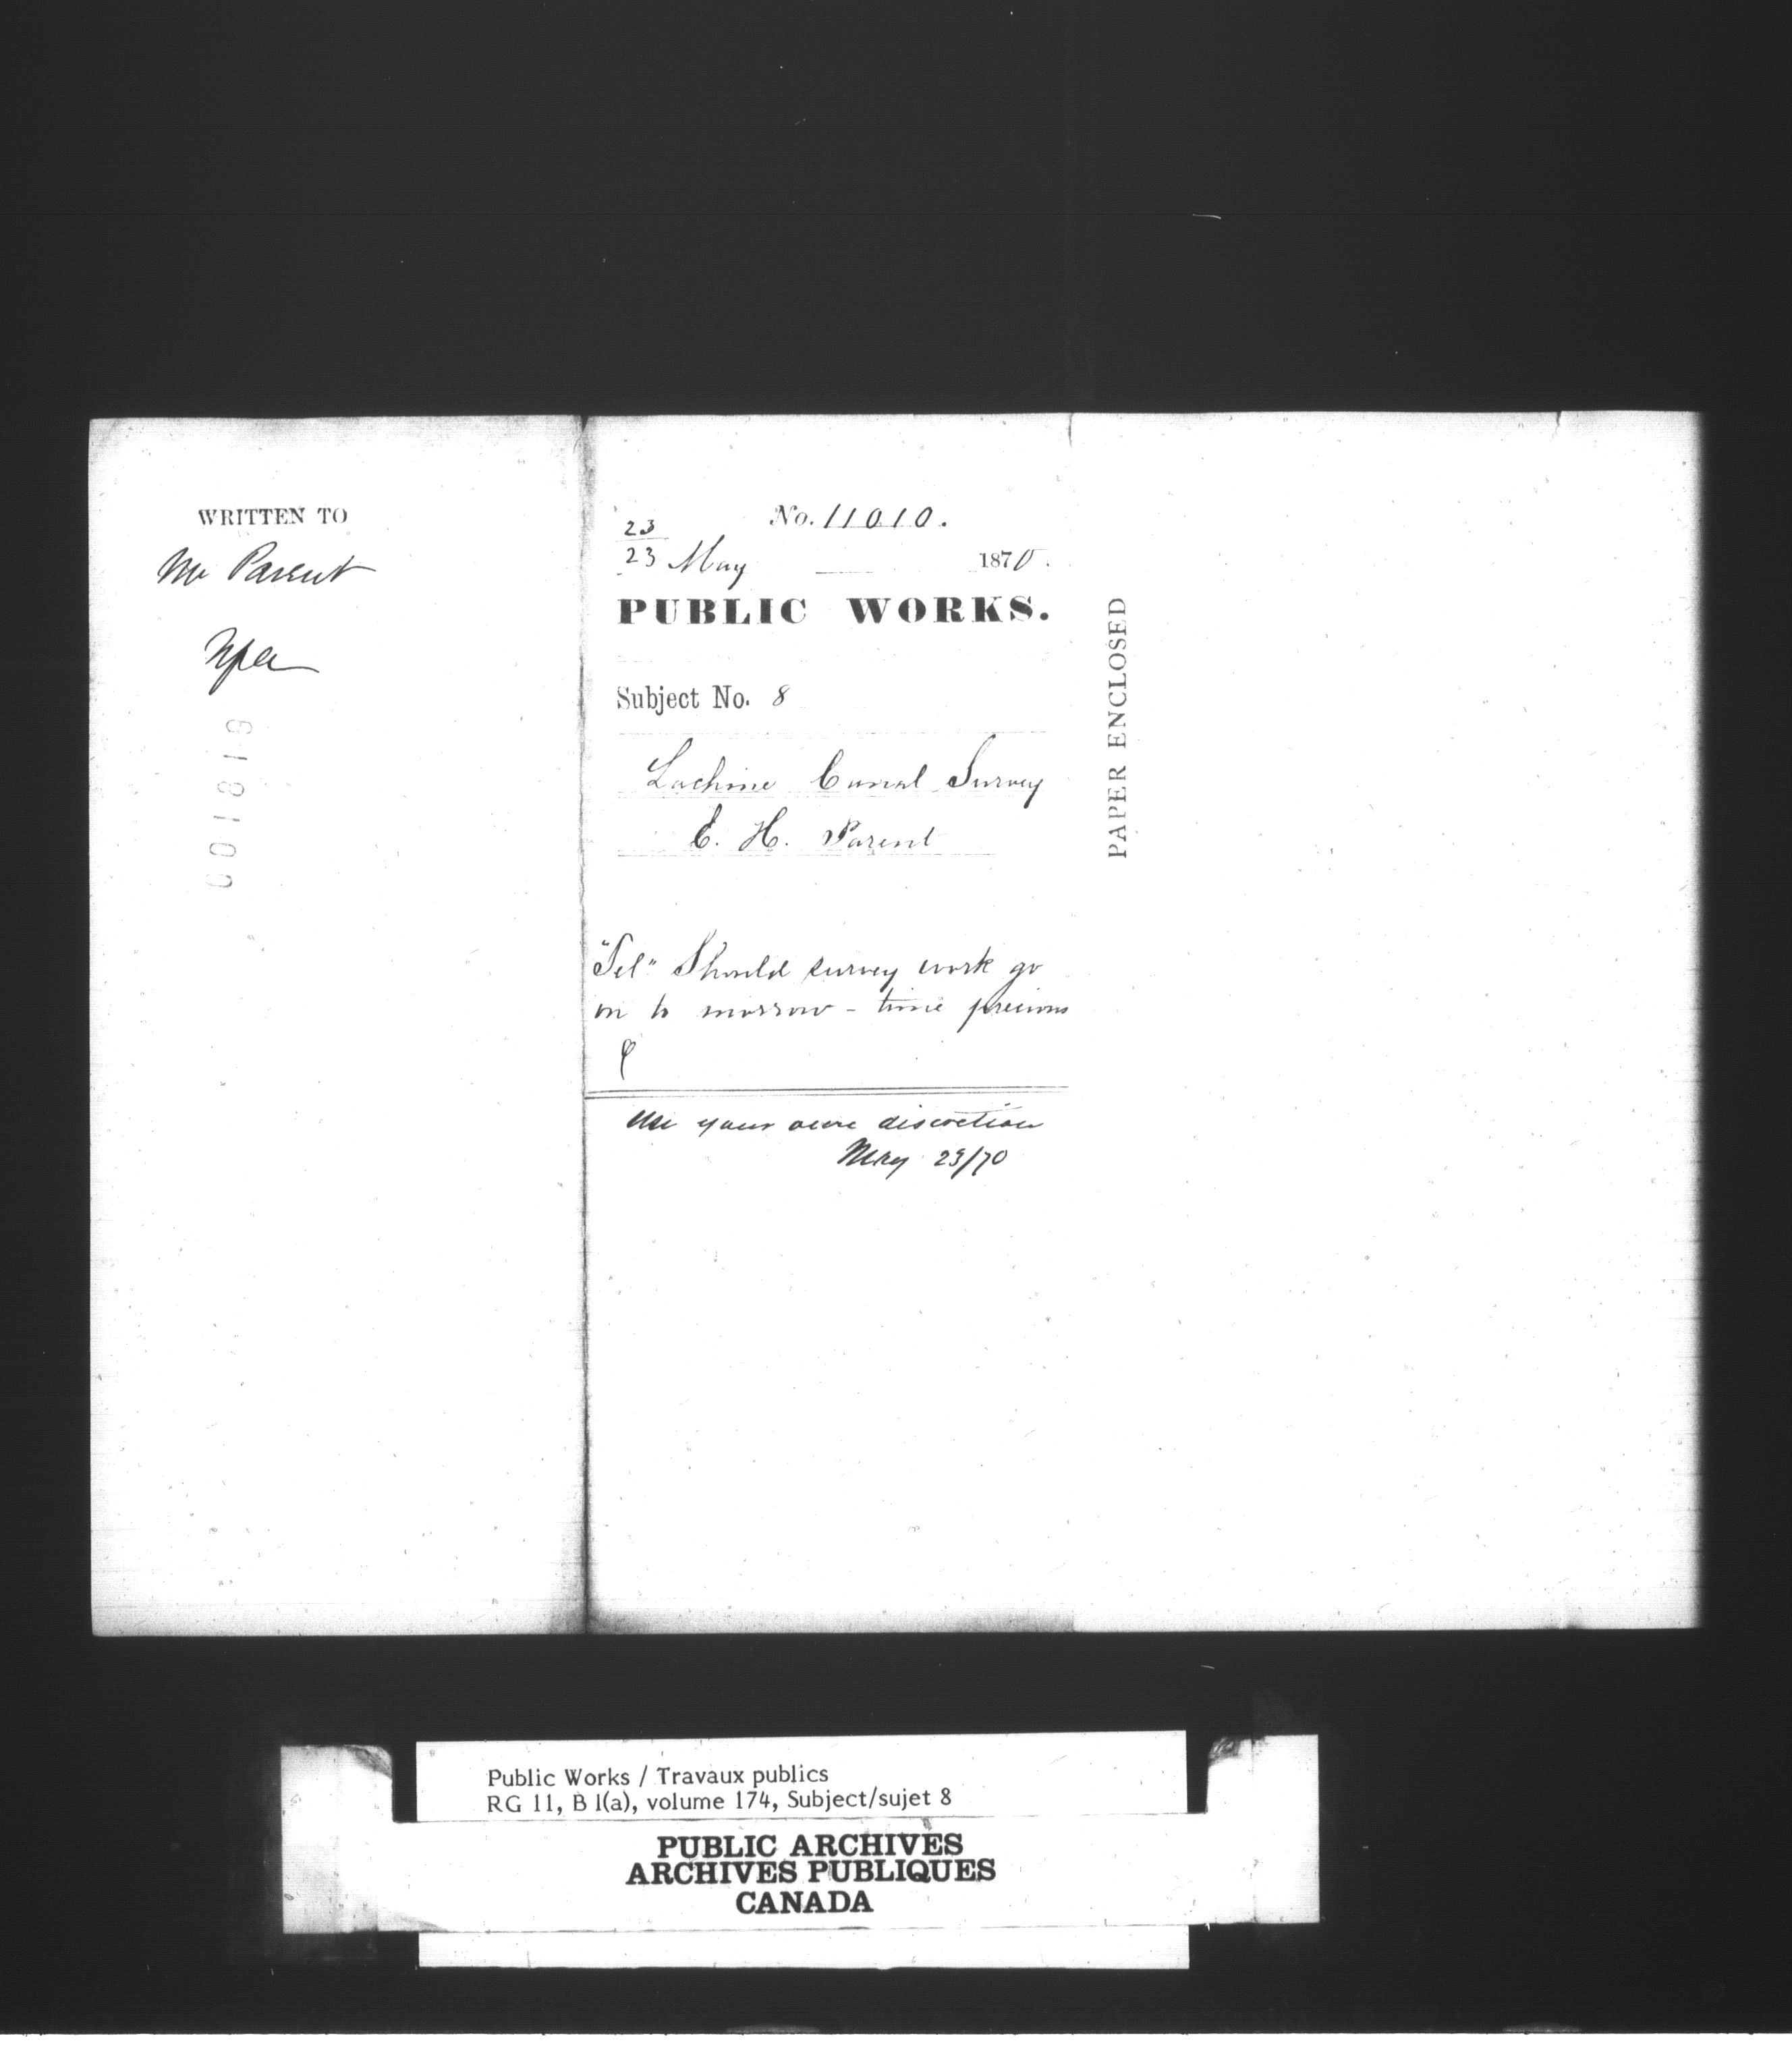 WRITTEN TO
Mr Parent
001819
No. 11010.
23
23 May 1870.
PUBLIC WORKS.
Subject No. 8
Lachine Canal Survey
E. H. Parent
"Tel" Should survey work go
on to morrow - time precious
Use your own discretion
May 23/70
PAPER ENCLOSED
Public Works / Travaux publics
RG 11, B 1(a), volume 174, Subject/sujet 8
PUBLIC ARCHIVES
ARCHIVES PUBLIQUES
CANADA